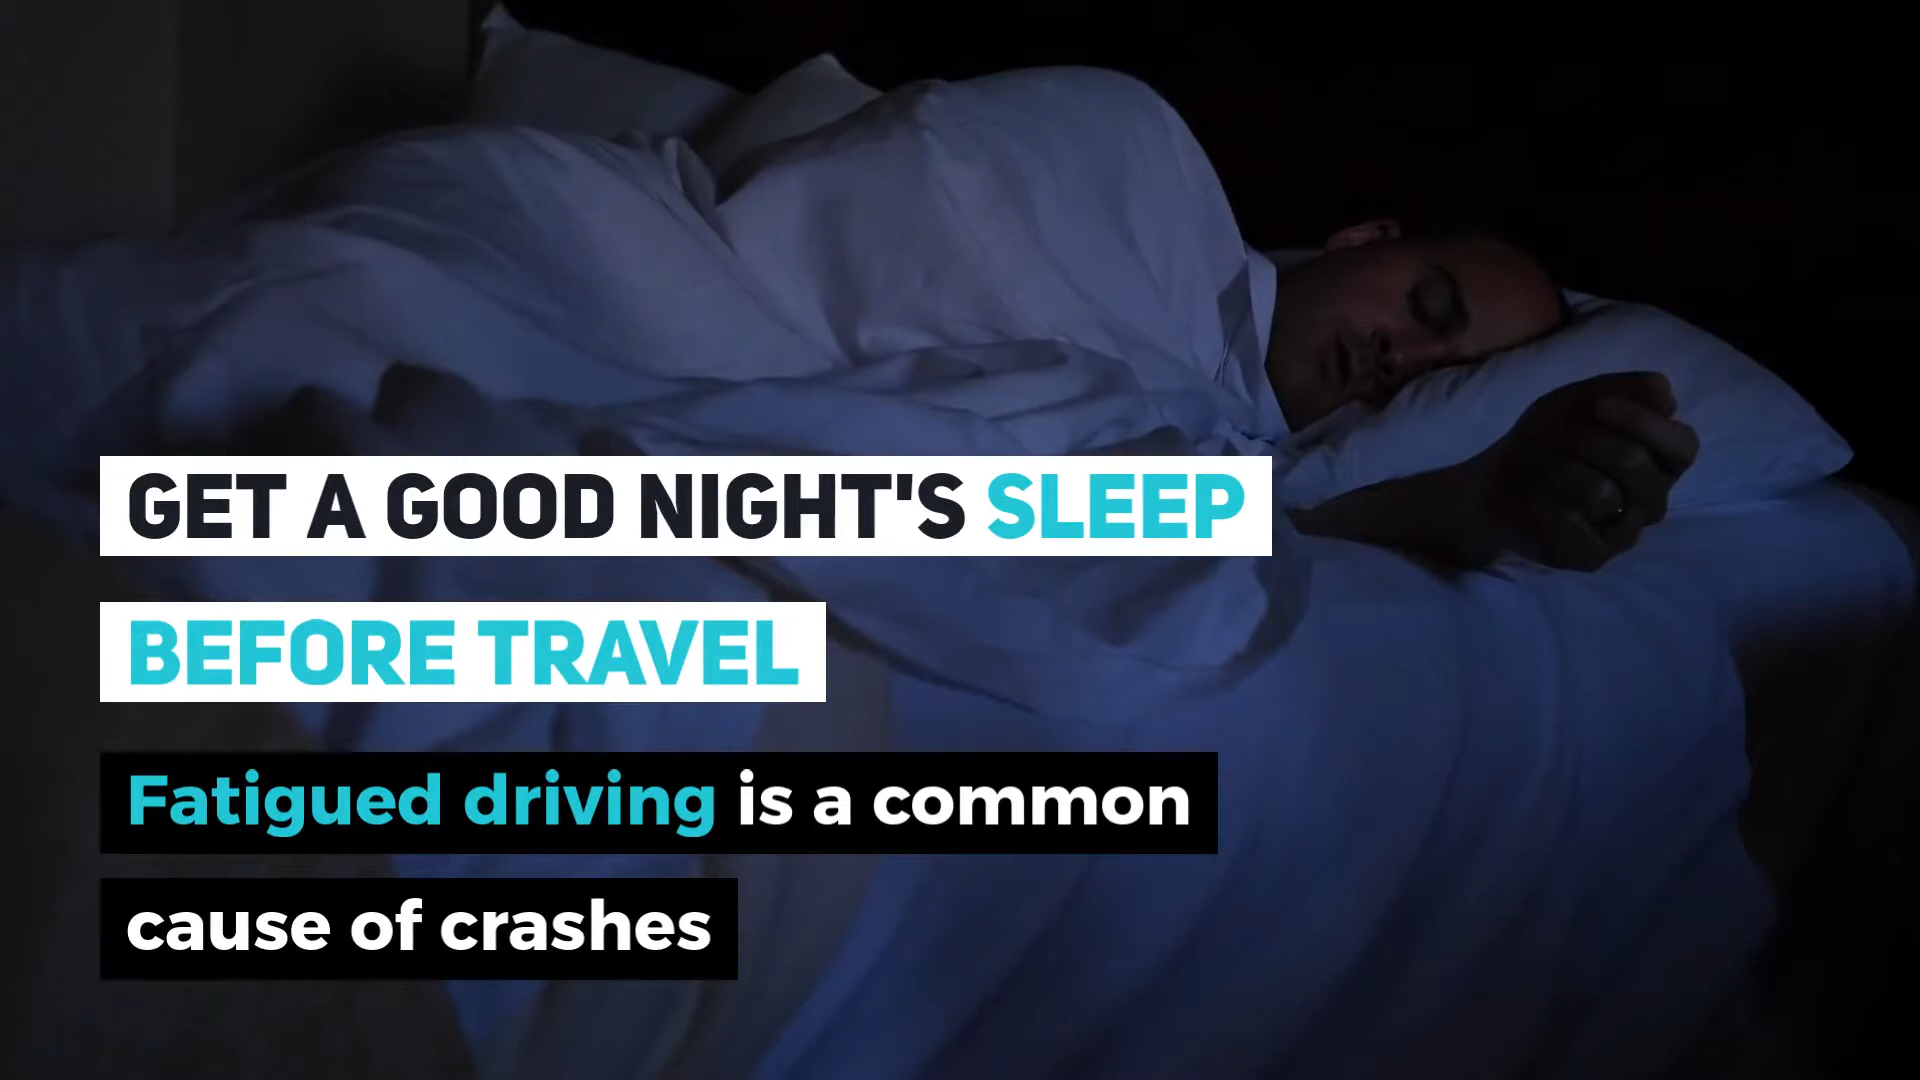 GET A GOOD NIGHT'S SLEEP
BEFORE TRAVEL
Fatigued driving is a common
cause of crashes